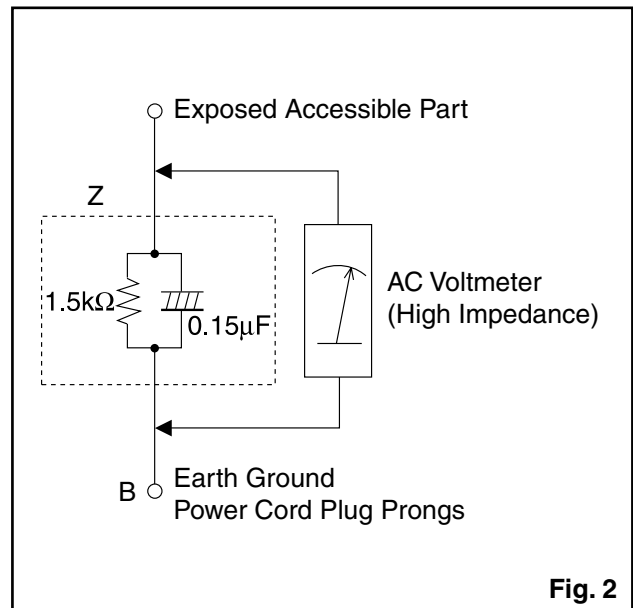 Exposed Accessible Part
Z
1.5kΩ
0.15μF
AC Voltmeter
(High Impedance)
B
Earth Ground
Power Cord Plug Prongs
Fig. 2